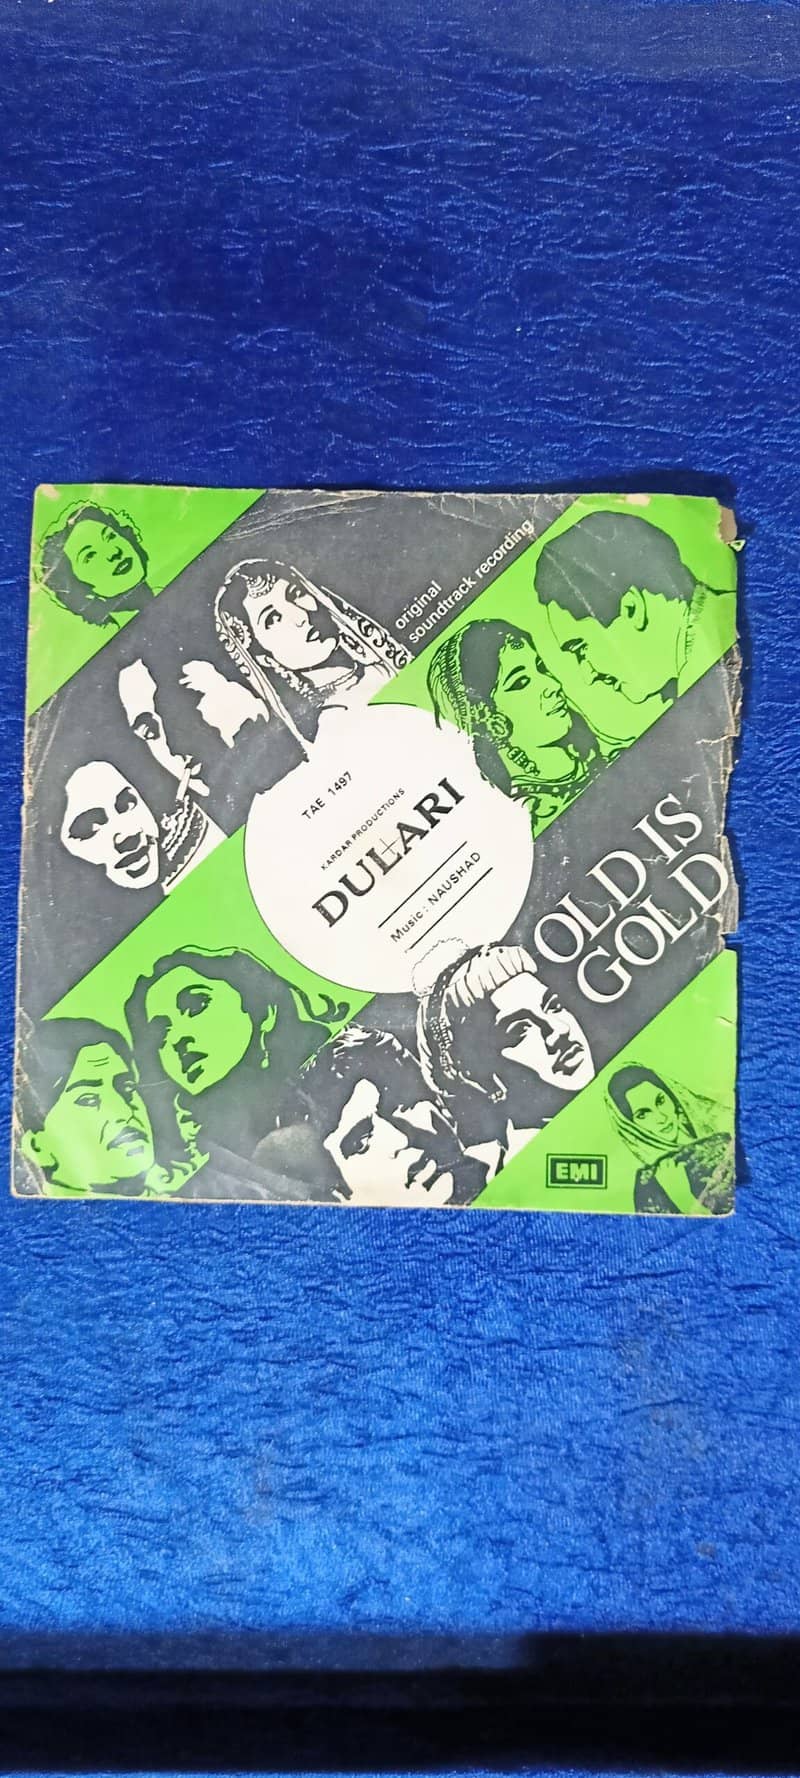 original
soundtrack recording
TAE 1497
KARDAR PRODUCTIONS
DULARI
Music : NAUSHAD
OLD IS
GOLD
EMI